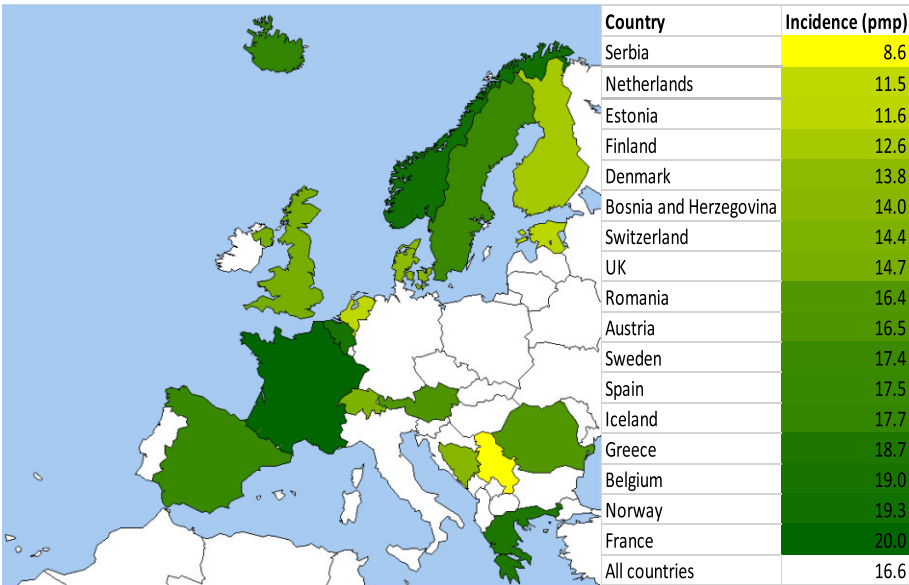 Country Incidence (pmp)
Serbia 8.6
Netherlands 11.5
Estonia 11.6
Finland 12.6
Denmark 13.8
Bosnia and Herzegovina 14.0
Switzerland 14.4
UK 14.7
Romania 16.4
Austria 16.5
Sweden 17.4
Spain 17.5
Iceland 17.7
Greece 18.7
Belgium 19.0
Norway 19.3
France 20.0
All countries 16.6